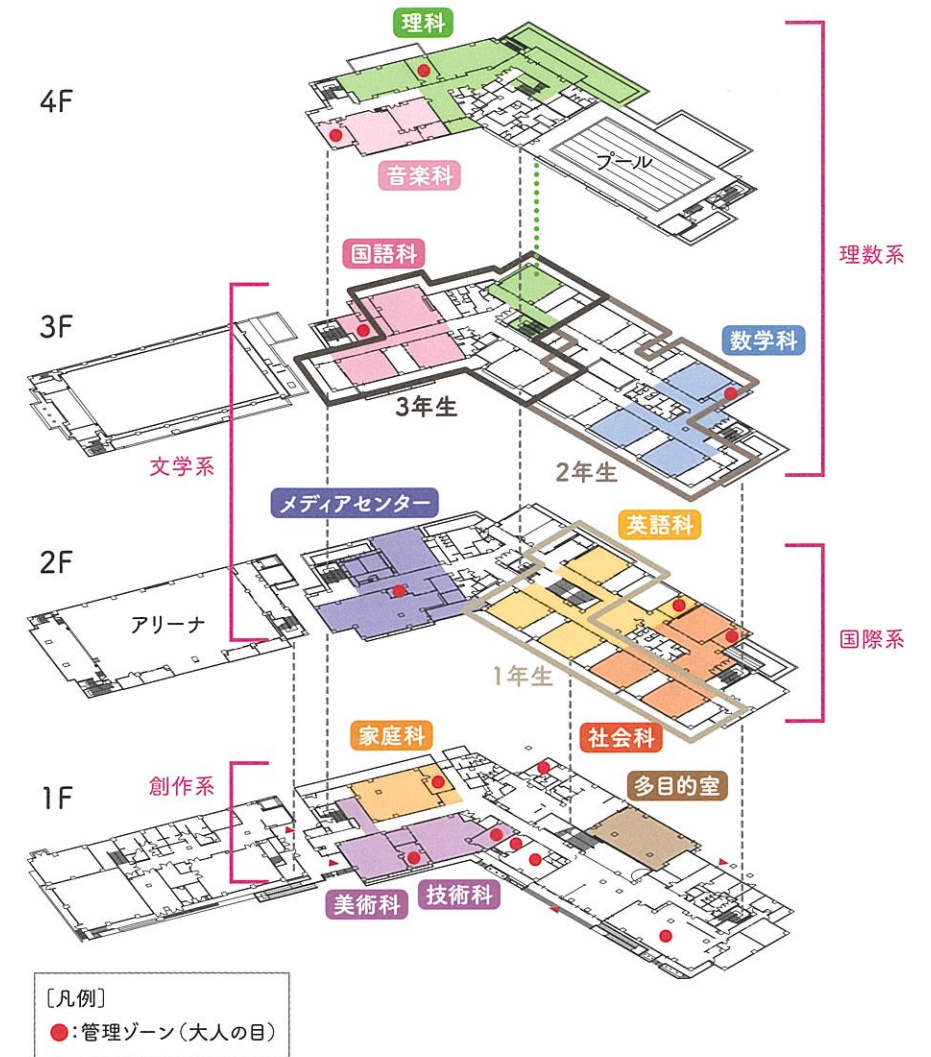 理科
4F
プール
音楽科
理数系
国語科
3F
数学科
3年生
2年生
文学系
メディアセンター
英語科
2F
アリーナ
国際系
1年生
家庭科
社会科
創作系
多目的室
1F
美術科
技術科
[凡例]
●:管理ゾーン(大人の目)